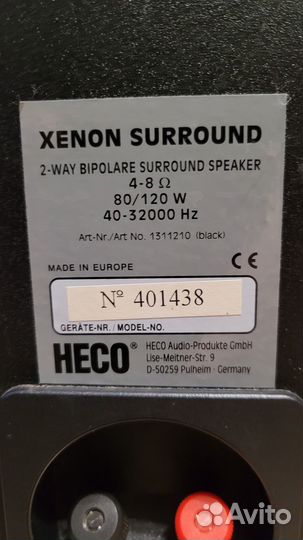 XENON SURROUND
2-WAY BIPOLARE SURROUND SPEAKER
4-8 Ω
80/120 W
40-32000 Hz
Art-Nr./Art No. 1311210 (black)
MADE IN EUROPE
CE
Nº 401438
GERÄTE-NR./MODEL-NO.
HECO®
HECO Audio-Produkte GmbH
Lise-Meitner-Str. 9
D-50259 Pulheim · Germany
Avito